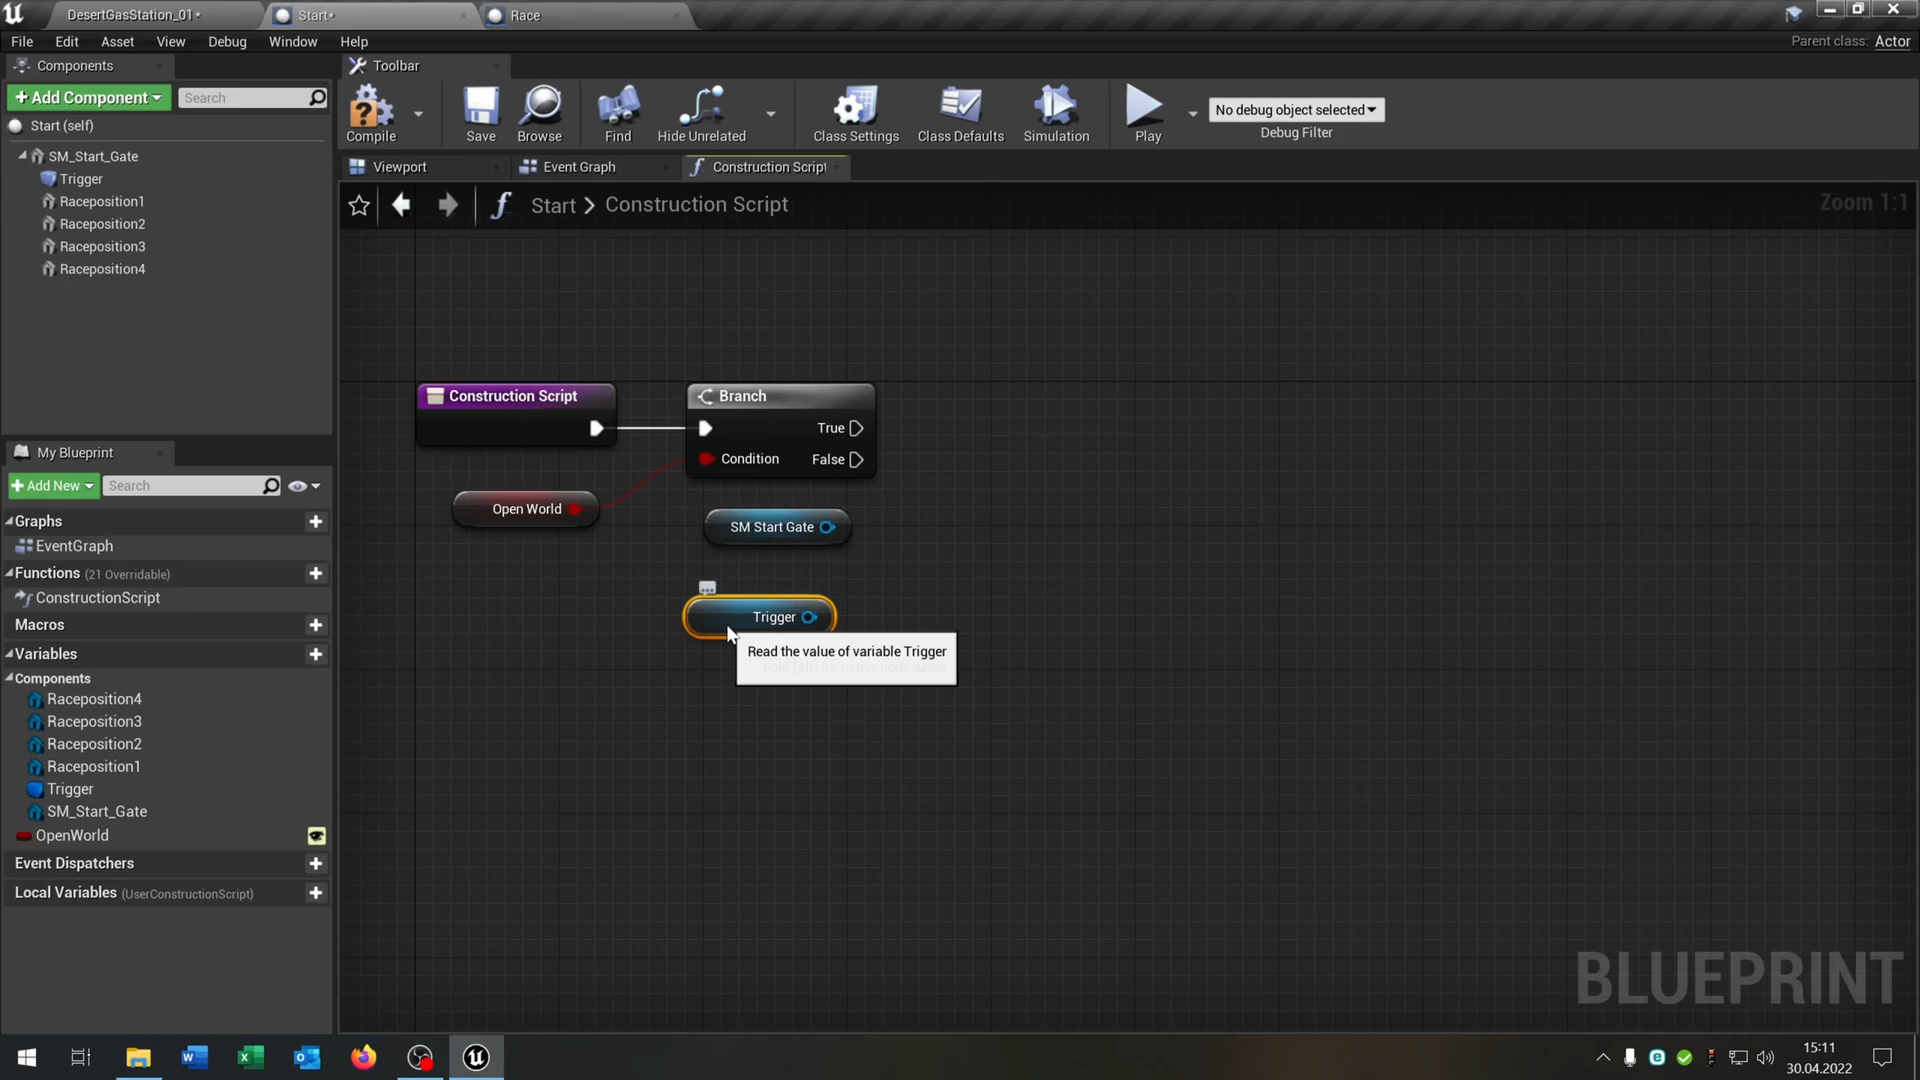 DesertGasStation_01*
Start*
Race
File Edit Asset View Debug Window Help
Parent class: Actor
Components
+ Add Component
Search
Start (self)
SM_Start_Gate
Trigger
Raceposition1
Raceposition2
Raceposition3
Raceposition4
Toolbar
Compile
Save
Browse
Find
Hide Unrelated
Class Settings
Class Defaults
Simulation
Play
No debug object selected
Debug Filter
Viewport
Event Graph
Construction Script
Start > Construction Script
Zoom 1:1
Construction Script
Branch
True
Condition
False
Open World
SM Start Gate
Trigger
Read the value of variable Trigger
BLUEPRINT
My Blueprint
+ Add New
Search
Graphs
EventGraph
Functions (21 Overridable)
ConstructionScript
Macros
Variables
Components
Raceposition4
Raceposition3
Raceposition2
Raceposition1
Trigger
SM_Start_Gate
OpenWorld
Event Dispatchers
Local Variables (UserConstructionScript)
15:11
30.04.2022